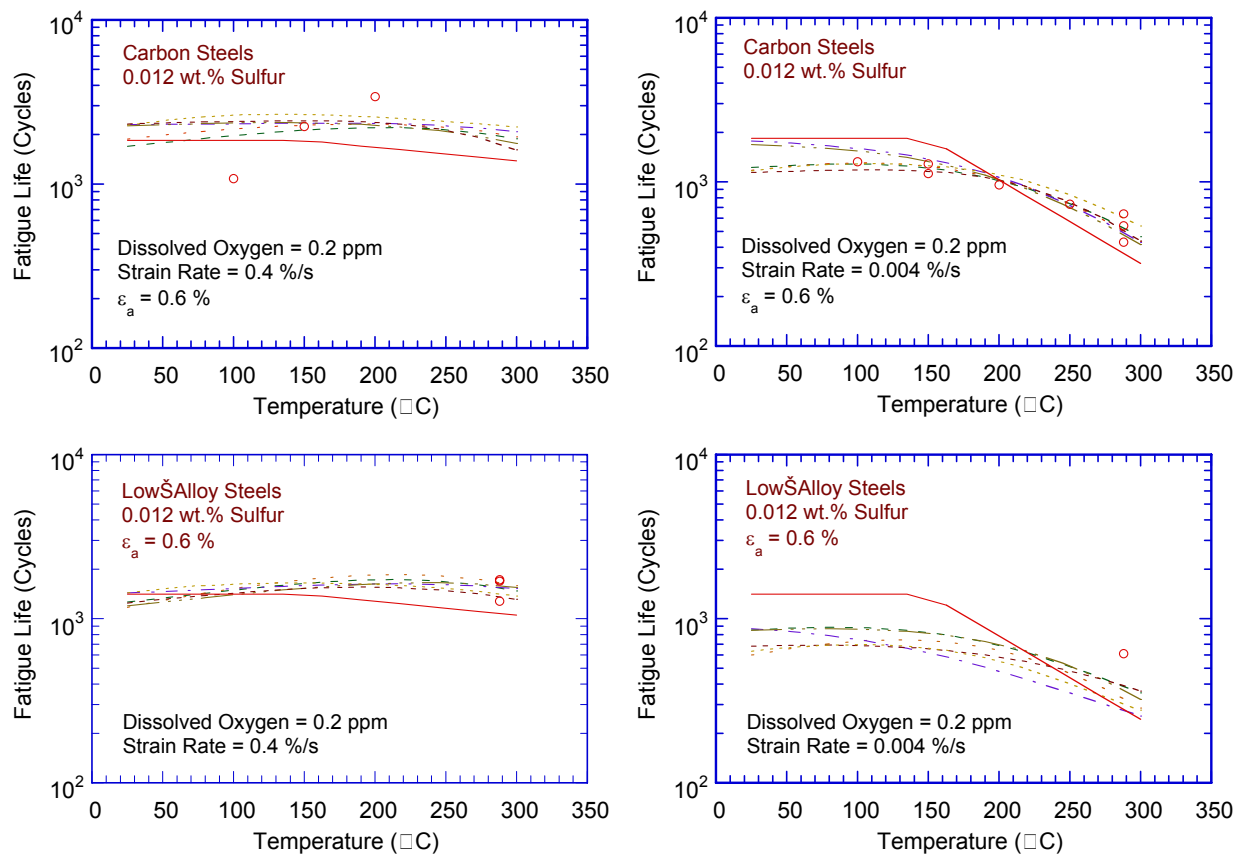 10⁴
Carbon Steels
0.012 wt.% Sulfur
10³
Dissolved Oxygen = 0.2 ppm
Strain Rate = 0.4 %/s
εₐ = 0.6 %
10²
0 50 100 150 200 250 300 350
Temperature (□C)
Fatigue Life (Cycles)
10⁴
Carbon Steels
0.012 wt.% Sulfur
10³
Dissolved Oxygen = 0.2 ppm
Strain Rate = 0.004 %/s
εₐ = 0.6 %
10²
0 50 100 150 200 250 300 350
Temperature (□C)
Fatigue Life (Cycles)
10⁴
LowŠAlloy Steels
0.012 wt.% Sulfur
εₐ = 0.6 %
10³
Dissolved Oxygen = 0.2 ppm
Strain Rate = 0.4 %/s
10²
0 50 100 150 200 250 300 350
Temperature (□C)
Fatigue Life (Cycles)
10⁴
LowŠAlloy Steels
0.012 wt.% Sulfur
εₐ = 0.6 %
10³
Dissolved Oxygen = 0.2 ppm
Strain Rate = 0.004 %/s
10²
0 50 100 150 200 250 300 350
Temperature (□C)
Fatigue Life (Cycles)